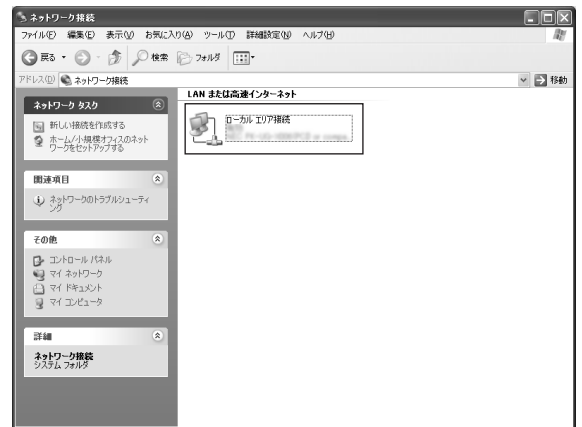 ネットワーク接続
ファイル(F) 編集(E) 表示(V) お気に入り(A) ツール(T) 詳細設定(N) ヘルプ(H)
戻る 検索 フォルダ
アドレス(D) ネットワーク接続 移動
ネットワーク タスク
新しい接続を作成する
ホーム/小規模オフィスのネット
ワークをセットアップする
関連項目
ネットワークのトラブルシューティ
ング
その他
コントロール パネル
マイ ネットワーク
マイ ドキュメント
マイ コンピュータ
詳細
ネットワーク接続
システム フォルダ
LAN または高速インターネット
ローカル エリア接続